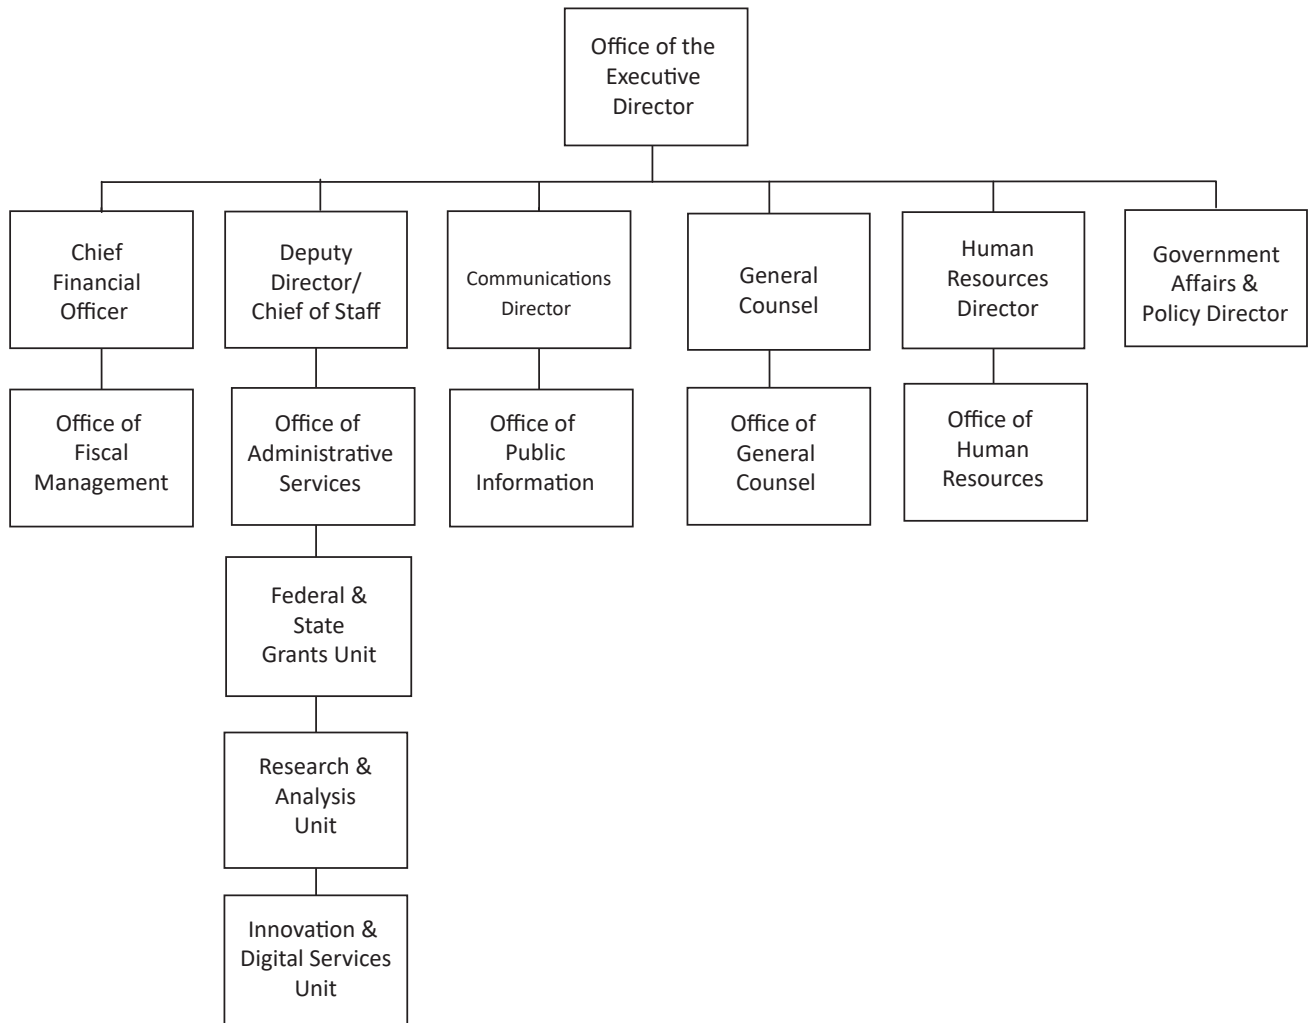 Office of the
Executive
Director
Chief
Financial
Officer
Deputy
Director/
Chief of Staff
Communications
Director
General
Counsel
Human
Resources
Director
Government
Affairs &
Policy Director
Office of
Fiscal
Management
Office of
Administrative
Services
Office of
Public
Information
Office of
General
Counsel
Office of
Human
Resources
Federal &
State
Grants Unit
Research &
Analysis
Unit
Innovation &
Digital Services
Unit